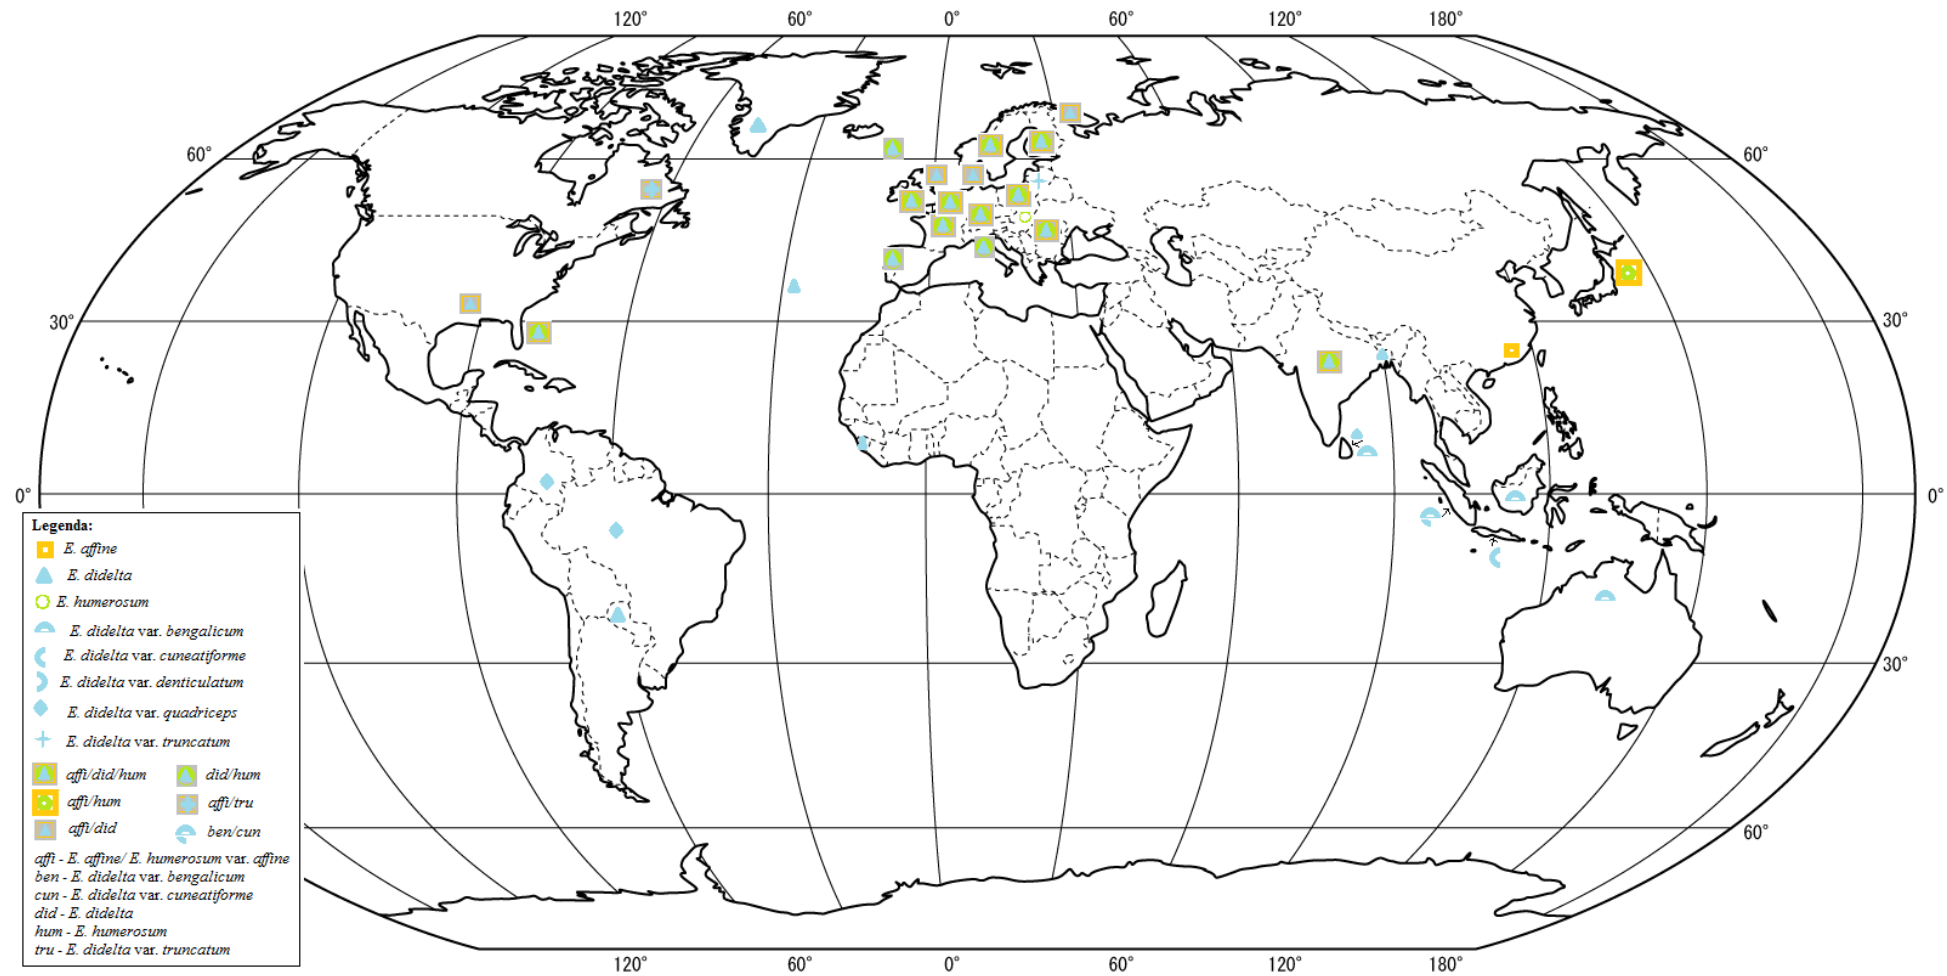 120° 60° 0° 60° 120° 180°
60° 60°
30° 30°
0° 0°
Legenda:
E. affine
E. didelta
E. humerosum
E. didelta var. bengalicum
E. didelta var. cuneatiforme
E. didelta var. denticulatum
E. didelta var. quadriceps
E. didelta var. truncatum
affi/did/hum did/hum
affi/hum affi/tru
affi/did ben/cun
affi - E. affine/ E. humerosum var. affine
ben - E. didelta var. bengalicum
cun - E. didelta var. cuneatiforme
did - E. didelta
hum - E. humerosum
tru - E. didelta var. truncatum
30°
60°
120° 60° 0° 60° 120° 180°